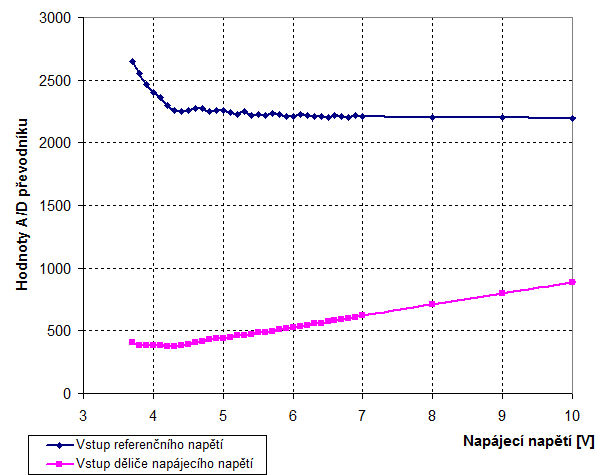 3000
2500
2000
1500
1000
500
0
Hodnoty A/D převodníku
3 4 5 6 7 8 9 10
Napájecí napětí [V]
Vstup referenčního napětí
Vstup děliče napájecího napětí